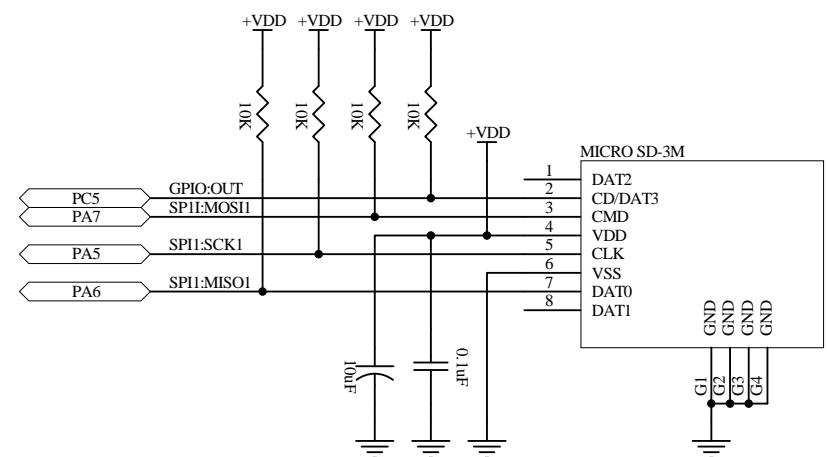 +VDD +VDD +VDD +VDD
10K 10K 10K 10K
+VDD
MICRO SD-3M
1 DAT2
PC5 GPIO:OUT 2 CD/DAT3
PA7 SP1I:MOSI1 3 CMD
4 VDD
PA5 SPI1:SCK1 5 CLK
6 VSS
PA6 SPI1:MISO1 7 DAT0
8 DAT1
GND GND GND GND
10uF 0.1uF
G1 G2 G3 G4